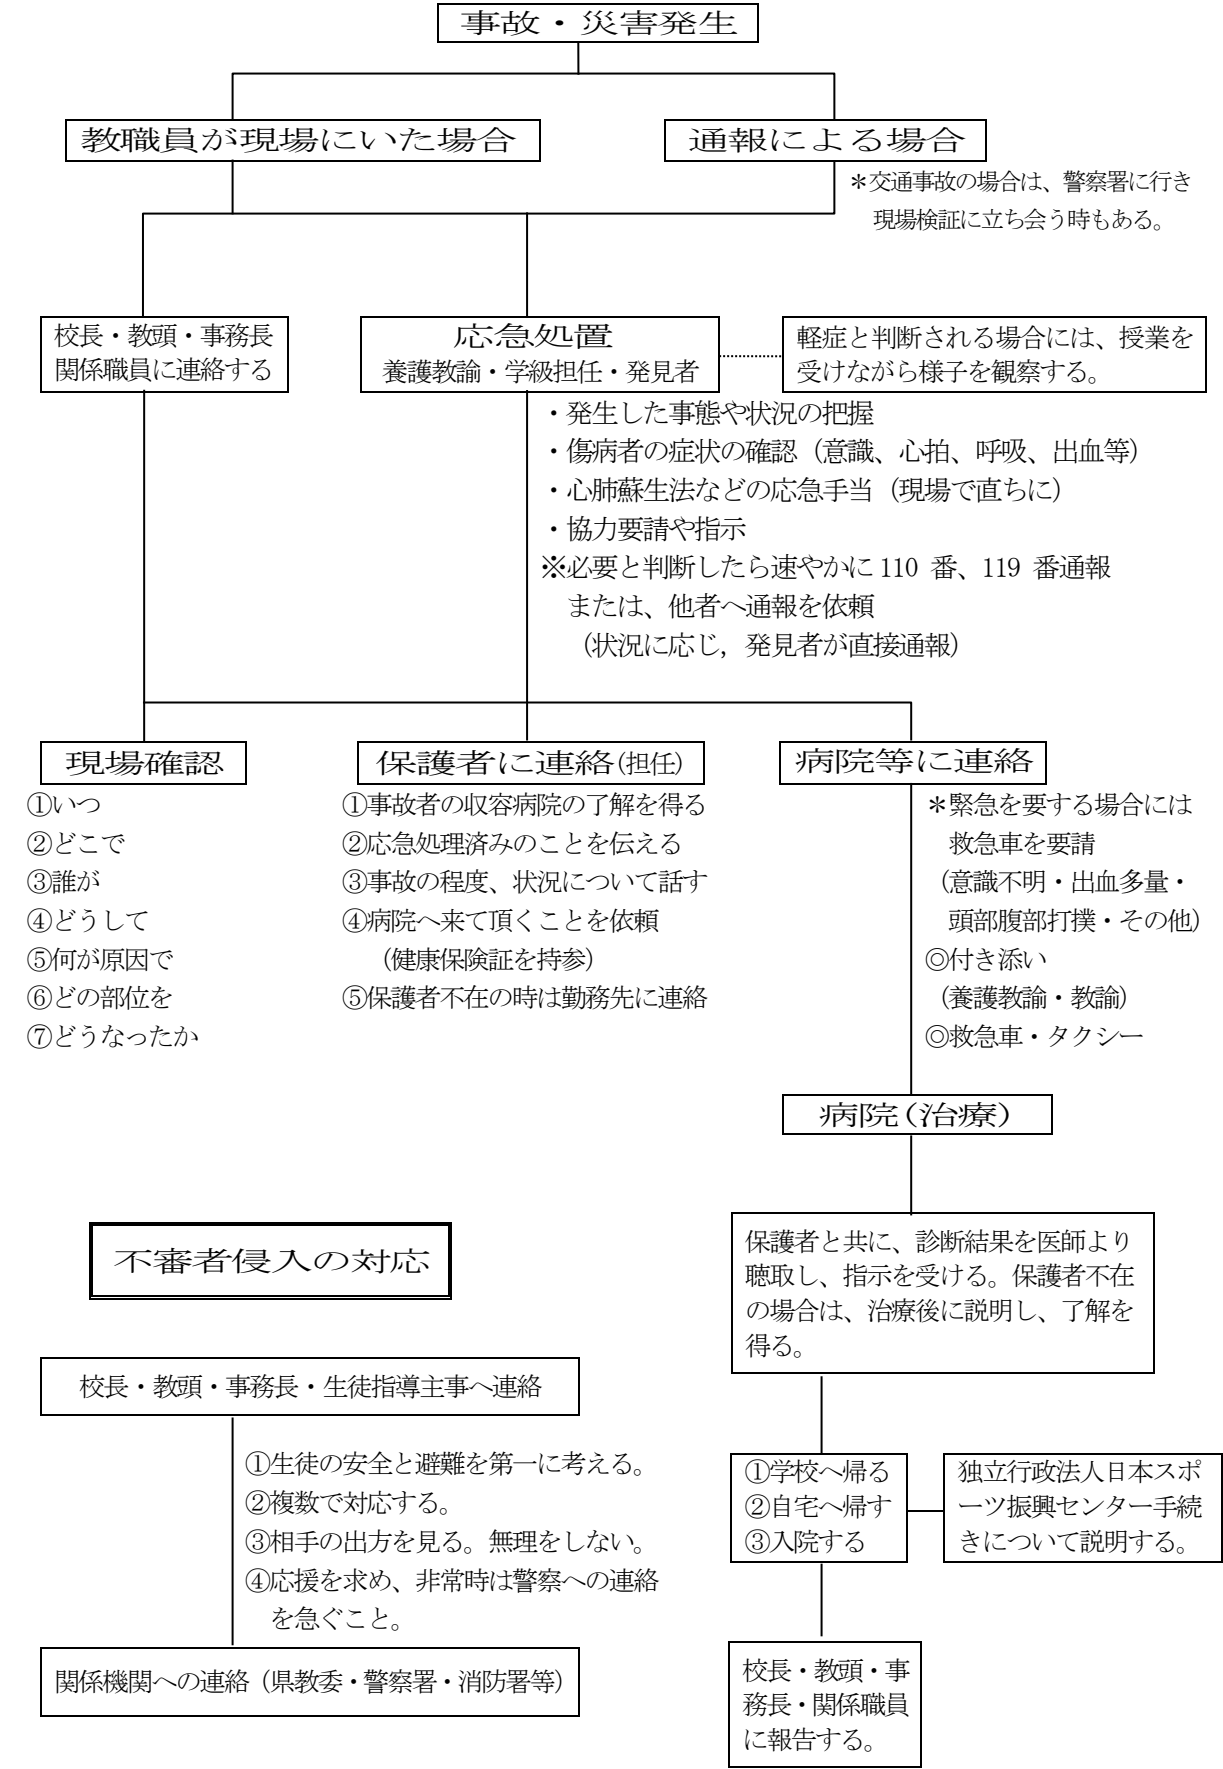 事故・災害発生
教職員が現場にいた場合
通報による場合
＊交通事故の場合は、警察署に行き
現場検証に立ち会う時もある。
校長・教頭・事務長
関係職員に連絡する
応急処置
養護教諭・学級担任・発見者
軽症と判断される場合には、授業を
受けながら様子を観察する。
・発生した事態や状況の把握
・傷病者の症状の確認（意識、心拍、呼吸、出血等）
・心肺蘇生法などの応急手当（現場で直ちに）
・協力要請や指示
※必要と判断したら速やかに 110 番、119 番通報
または、他者へ通報を依頼
（状況に応じ，発見者が直接通報）
現場確認
①いつ
②どこで
③誰が
④どうして
⑤何が原因で
⑥どの部位を
⑦どうなったか
保護者に連絡(担任)
①事故者の収容病院の了解を得る
②応急処理済みのことを伝える
③事故の程度、状況について話す
④病院へ来て頂くことを依頼
（健康保険証を持参）
⑤保護者不在の時は勤務先に連絡
病院等に連絡
＊緊急を要する場合には
救急車を要請
（意識不明・出血多量・
頭部腹部打撲・その他）
◎付き添い
（養護教諭・教諭）
◎救急車・タクシー
病院（治療）
保護者と共に、診断結果を医師より
聴取し、指示を受ける。保護者不在
の場合は、治療後に説明し、了解を
得る。
①学校へ帰る
②自宅へ帰す
③入院する
独立行政法人日本スポ
ーツ振興センター手続
きについて説明する。
校長・教頭・事
務長・関係職員
に報告する。
不審者侵入の対応
校長・教頭・事務長・生徒指導主事へ連絡
①生徒の安全と避難を第一に考える。
②複数で対応する。
③相手の出方を見る。無理をしない。
④応援を求め、非常時は警察への連絡
を急ぐこと。
関係機関への連絡（県教委・警察署・消防署等）